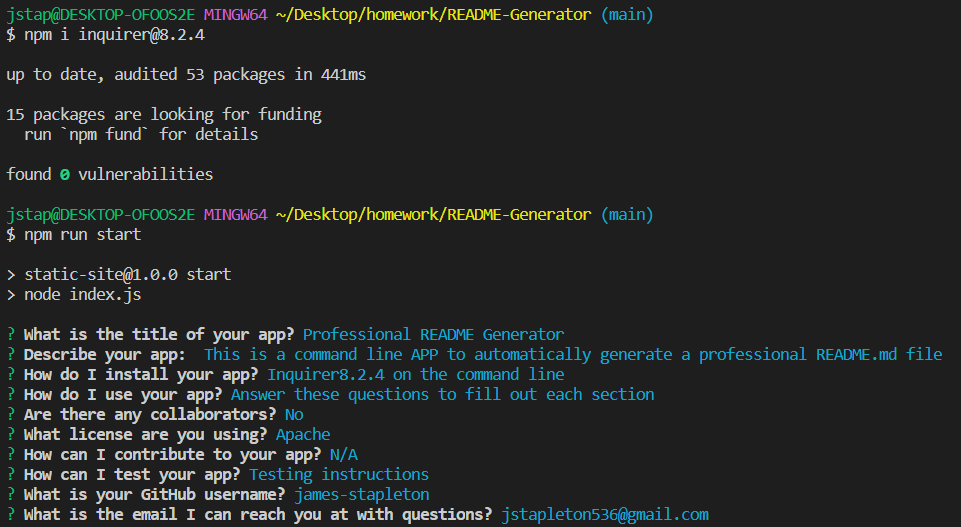 jstap@DESKTOP-OFOOS2E MINGW64 ~/Desktop/homework/README-Generator (main)
$ npm i inquirer@8.2.4
up to date, audited 53 packages in 441ms
15 packages are looking for funding
run `npm fund` for details
found 0 vulnerabilities
jstap@DESKTOP-OFOOS2E MINGW64 ~/Desktop/homework/README-Generator (main)
$ npm run start
> static-site@1.0.0 start
> node index.js
? What is the title of your app? Professional README Generator
? Describe your app:  This is a command line APP to automatically generate a professional README.md file
? How do I install your app? Inquirer8.2.4 on the command line
? How do I use your app? Answer these questions to fill out each section
? Are there any collaborators? No
? What license are you using? Apache
? How can I contribute to your app? N/A
? How can I test your app? Testing instructions
? What is your GitHub username? james-stapleton
? What is the email I can reach you at with questions? jstapleton536@gmail.com